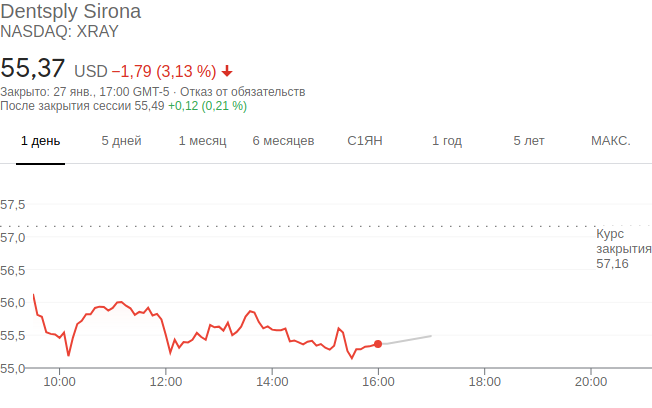 Dentsply Sirona
NASDAQ: XRAY
55,37 USD −1,79 (3,13 %)
Закрыто: 27 янв., 17:00 GMT-5 · Отказ от обязательств
После закрытия сессии 55,49 +0,12 (0,21 %)
1 день 5 дней 1 месяц 6 месяцев С1ЯН 1 год 5 лет МАКС.
57,5
57,0
56,5
56,0
55,5
55,0
Курс
закрытия
57,16
10:00 12:00 14:00 16:00 18:00 20:00